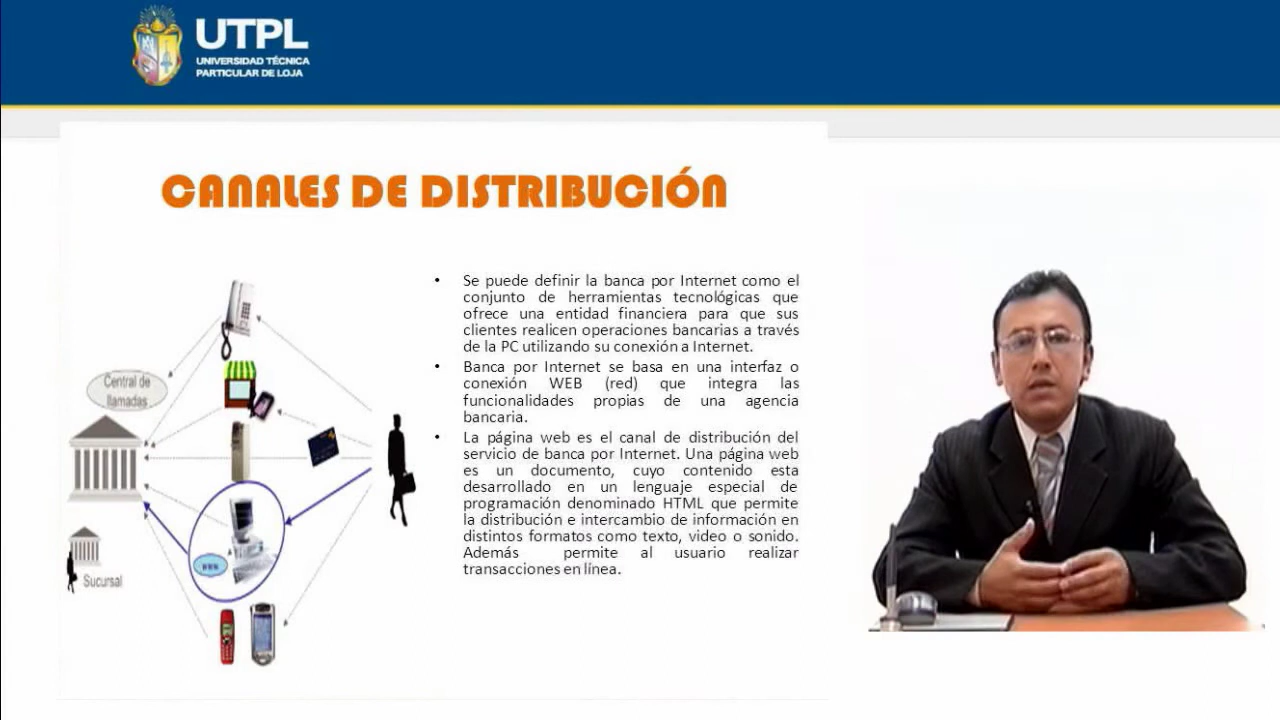 UTPL
UNIVERSIDAD TÉCNICA
PARTICULAR DE LOJA
CANALES DE DISTRIBUCIÓN
Central de
llamadas
www
Sucursal
• Se puede definir la banca por Internet como el
conjunto de herramientas tecnológicas que
ofrece una entidad financiera para que sus
clientes realicen operaciones bancarias a través
de la PC utilizando su conexión a Internet.
• Banca por Internet se basa en una interfaz o
conexión WEB (red) que integra las
funcionalidades propias de una agencia
bancaria.
• La página web es el canal de distribución del
servicio de banca por Internet. Una página web
es un documento, cuyo contenido esta
desarrollado en un lenguaje especial de
programación denominado HTML que permite
la distribución e intercambio de información en
distintos formatos como texto, video o sonido.
Además permite al usuario realizar
transacciones en línea.